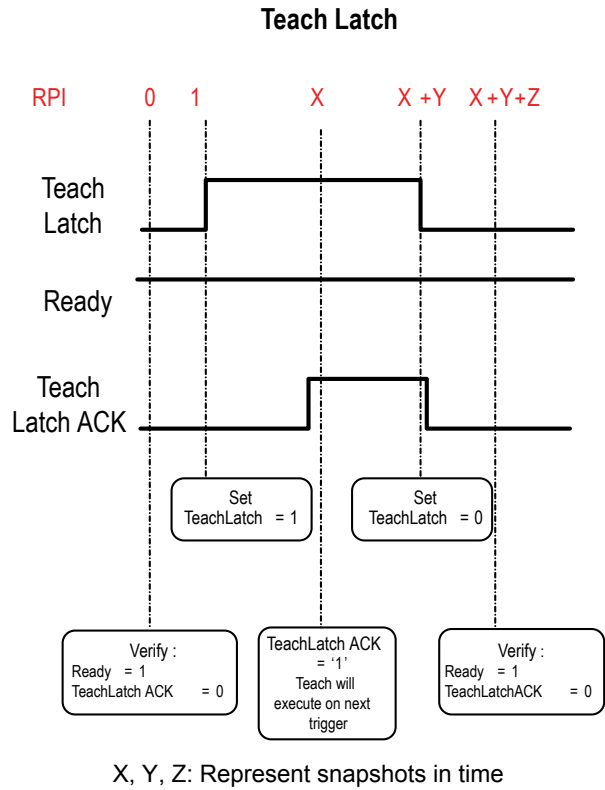 Teach Latch
RPI 0 1 X X +Y X +Y+Z
Teach
Latch
Ready
Teach
Latch ACK
Set
TeachLatch = 1
Set
TeachLatch = 0
Verify :
Ready = 1
TeachLatch ACK = 0
TeachLatch ACK
= ‘1’
Teach will
execute on next
trigger
Verify :
Ready = 1
TeachLatchACK = 0
X, Y, Z: Represent snapshots in time